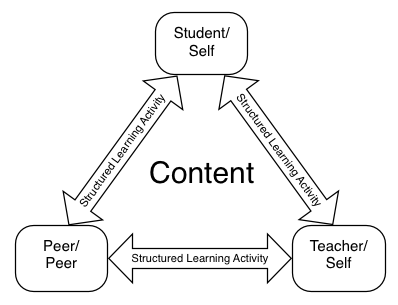 Student/
Self
Structured Learning Activity
Structured Learning Activity
Content
Peer/
Peer
Structured Learning Activity
Teacher/
Self